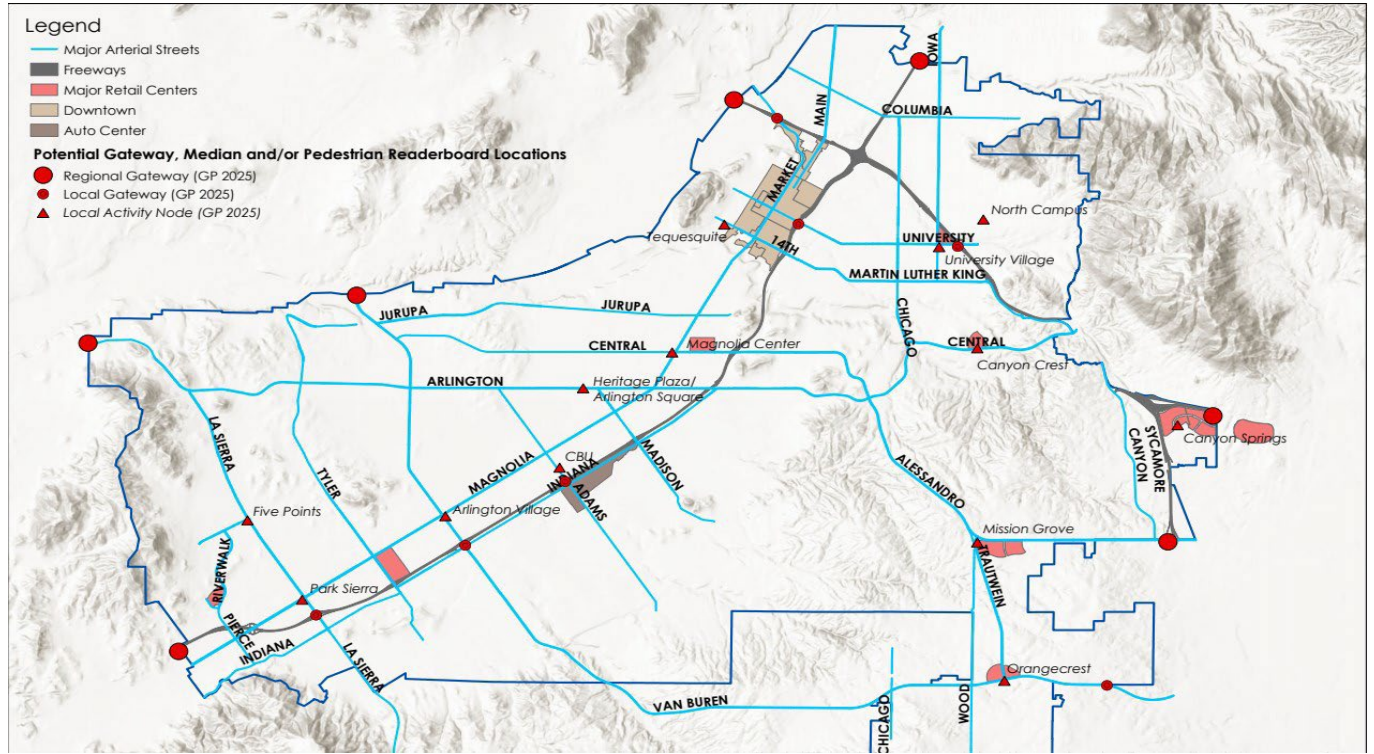 Legend
Major Arterial Streets
Freeways
Major Retail Centers
Downtown
Auto Center
Potential Gateway, Median and/or Pedestrian Readerboard Locations
Regional Gateway (GP 2025)
Local Gateway (GP 2025)
Local Activity Node (GP 2025)
IOWA
COLUMBIA
MAIN
MARKET
North Campus
Tequesquite
14TH
UNIVERSITY
University Village
MARTIN LUTHER KING
JURUPA
JURUPA
CHICAGO
CENTRAL
Magnolia Center
CENTRAL
Canyon Crest
ARLINGTON
Heritage Plaza/
Arlington Square
LA SIERRA
TYLER
MAGNOLIA
CBU
INDIANA
ADAMS
MADISON
ALESSANDRO
SYCAMORE
CANYON
Canyon Springs
Five Points
Arlington Village
Mission Grove
TRAUTWEIN
RIVERWALK
Park Sierra
PIERCE
INDIANA
LA SIERRA
VAN BUREN
Orangecrest
CHICAGO
WOOD